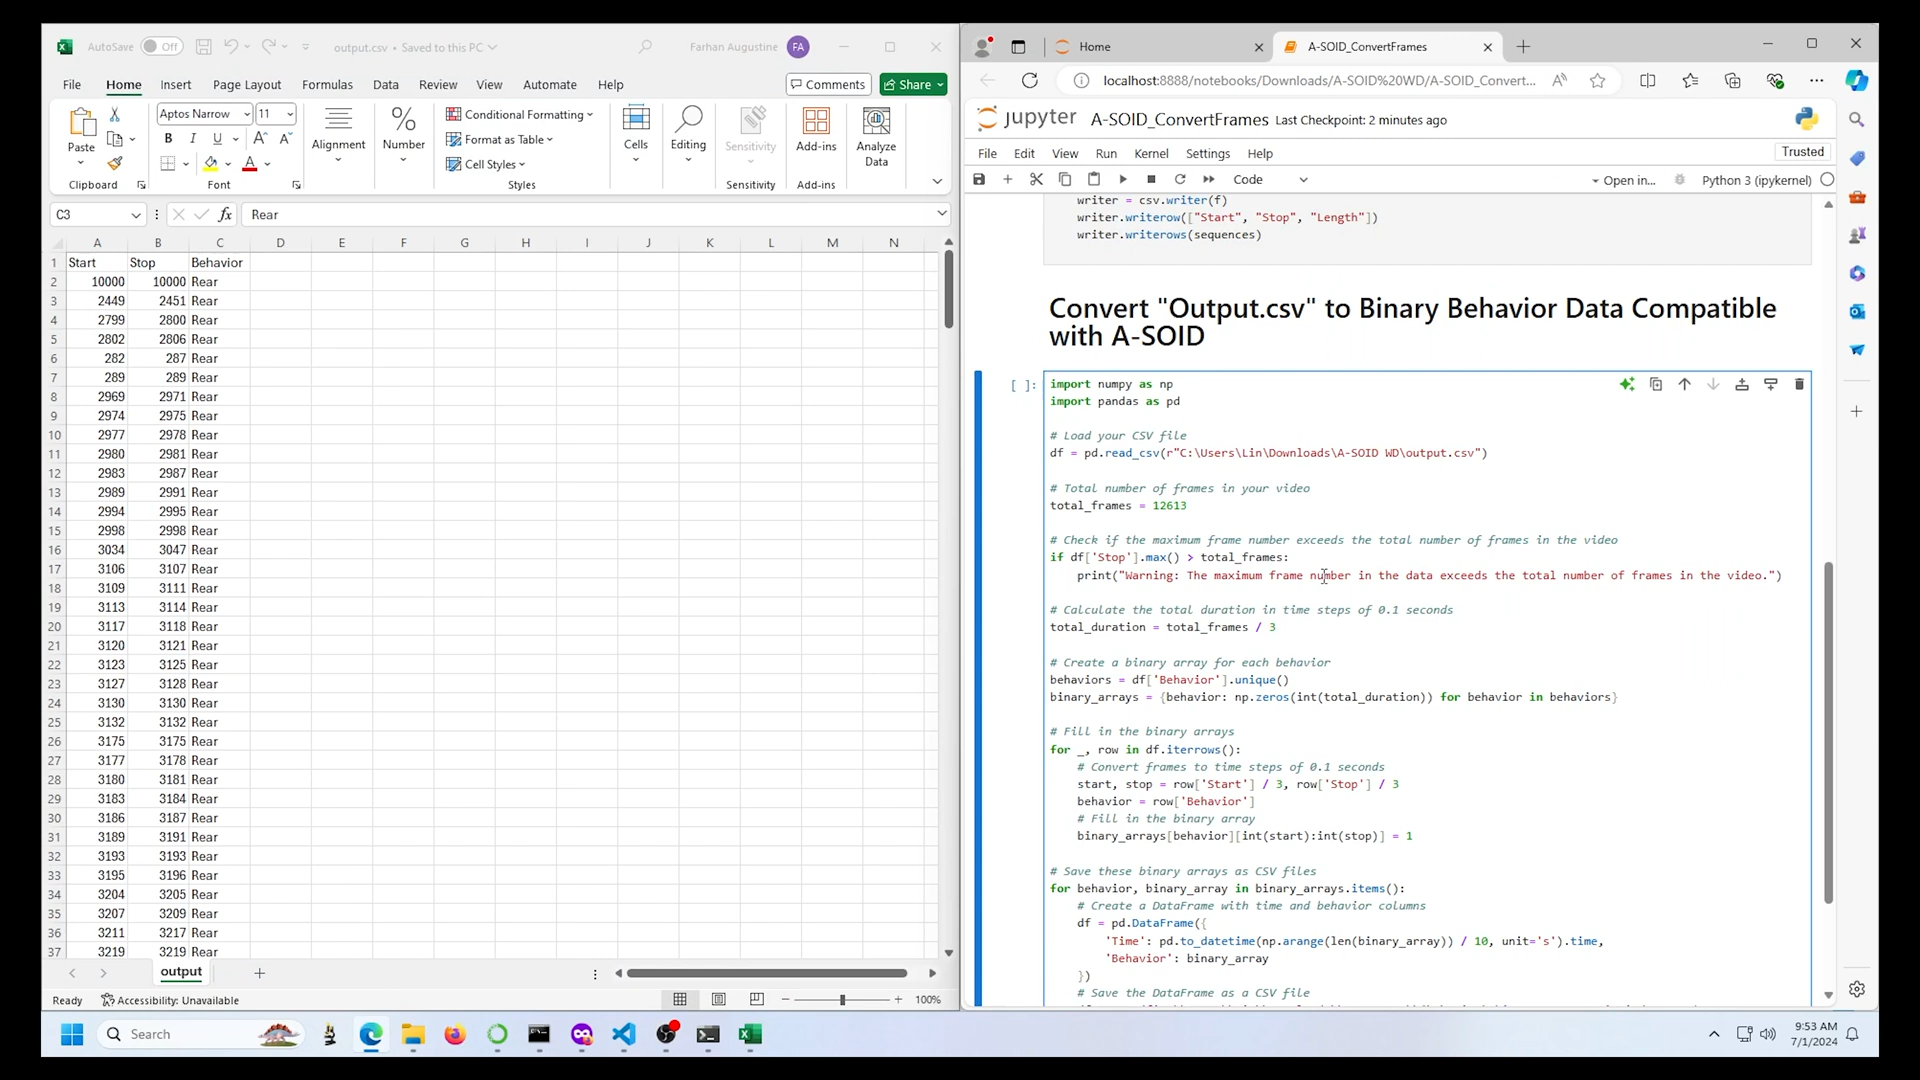 AutoSave Off output.csv • Saved to this PC Farhan Augustine FA
File Home Insert Page Layout Formulas Data Review View Automate Help Comments Share
Paste Aptos Narrow 11 B I U A A A Alignment Number Conditional Formatting Format as Table Cell Styles Cells Editing Sensitivity Add-ins Analyze Data
Clipboard Font Styles Sensitivity Add-ins
C3 fx Rear
A B C D E F G H I J K L M N
1 Start Stop Behavior
2 10000 10000 Rear
3 2449 2451 Rear
4 2799 2800 Rear
5 2802 2806 Rear
6 282 287 Rear
7 289 289 Rear
8 2969 2971 Rear
9 2974 2975 Rear
10 2977 2978 Rear
11 2980 2981 Rear
12 2983 2987 Rear
13 2989 2991 Rear
14 2994 2995 Rear
15 2998 2998 Rear
16 3034 3047 Rear
17 3106 3107 Rear
18 3109 3111 Rear
19 3113 3114 Rear
20 3117 3118 Rear
21 3120 3121 Rear
22 3123 3125 Rear
23 3127 3128 Rear
24 3130 3130 Rear
25 3132 3132 Rear
26 3175 3175 Rear
27 3177 3178 Rear
28 3180 3181 Rear
29 3183 3184 Rear
30 3186 3187 Rear
31 3189 3191 Rear
32 3193 3193 Rear
33 3195 3196 Rear
34 3204 3205 Rear
35 3207 3209 Rear
36 3211 3217 Rear
37 3219 3219 Rear
output
Ready Accessibility: Unavailable 100%
Home A-SOID_ConvertFrames
localhost:8888/notebooks/Downloads/A-SOID%20WD/A-SOID_Convert...
jupyter A-SOID_ConvertFrames Last Checkpoint: 2 minutes ago
File Edit View Run Kernel Settings Help Trusted
Code Open in... Python 3 (ipykernel)
writer = csv.writer(f)
writer.writerow(["Start", "Stop", "Length"])
writer.writerows(sequences)
Convert "Output.csv" to Binary Behavior Data Compatible
with A-SOID
[ ]: import numpy as np
import pandas as pd
# Load your CSV file
df = pd.read_csv(r"C:\Users\Lin\Downloads\A-SOID WD\output.csv")
# Total number of frames in your video
total_frames = 12613
# Check if the maximum frame number exceeds the total number of frames in the video
if df['Stop'].max() > total_frames:
print("Warning: The maximum frame number in the data exceeds the total number of frames in the video.")
# Calculate the total duration in time steps of 0.1 seconds
total_duration = total_frames / 3
# Create a binary array for each behavior
behaviors = df['Behavior'].unique()
binary_arrays = {behavior: np.zeros(int(total_duration)) for behavior in behaviors}
# Fill in the binary arrays
for _, row in df.iterrows():
# Convert frames to time steps of 0.1 seconds
start, stop = row['Start'] / 3, row['Stop'] / 3
behavior = row['Behavior']
# Fill in the binary array
binary_arrays[behavior][int(start):int(stop)] = 1
# Save these binary arrays as CSV files
for behavior, binary_array in binary_arrays.items():
# Create a DataFrame with time and behavior columns
df = pd.DataFrame({
'Time': pd.to_datetime(np.arange(len(binary_array)) / 10, unit='s').time,
'Behavior': binary_array
})
# Save the DataFrame as a CSV file
Search
9:53 AM
7/1/2024